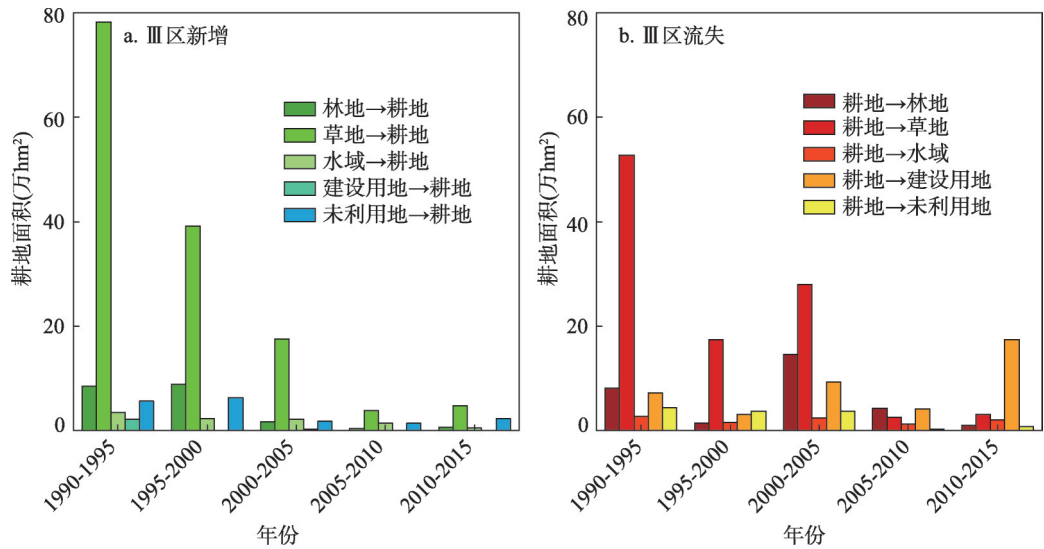 a. Ⅲ区新增
耕地面积(万hm²)
80
60
40
20
0
林地→耕地
草地→耕地
水域→耕地
建设用地→耕地
未利用地→耕地
1990-1995
1995-2000
2000-2005
2005-2010
2010-2015
年份
b. Ⅲ区流失
耕地面积(万hm²)
80
60
40
20
0
耕地→林地
耕地→草地
耕地→水域
耕地→建设用地
耕地→未利用地
1990-1995
1995-2000
2000-2005
2005-2010
2010-2015
年份